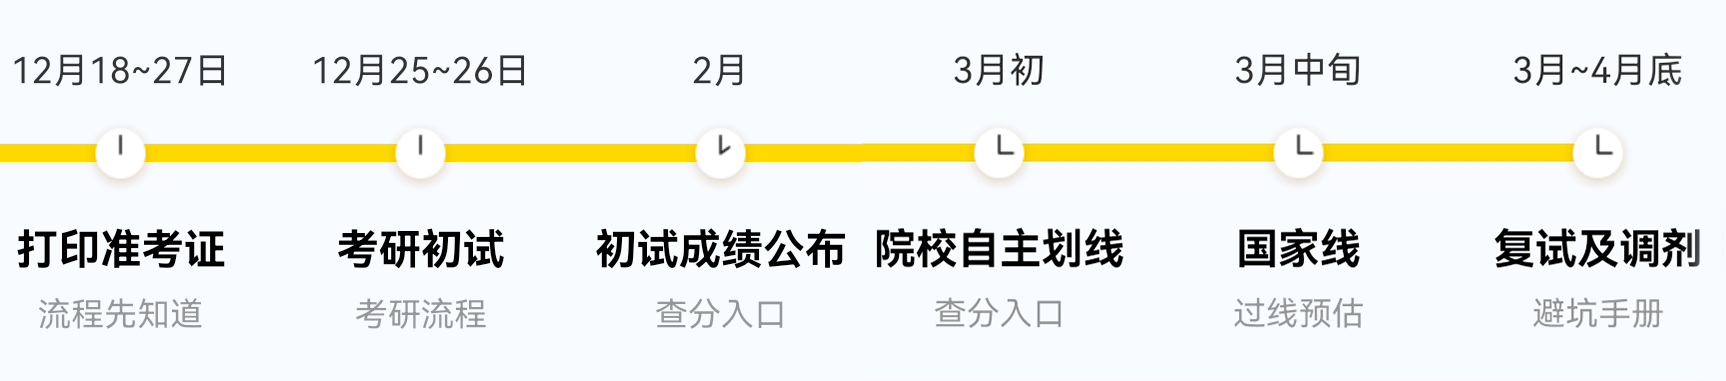 12月18~27日
12月25~26日
2月
3月初
3月中旬
3月~4月底
打印准考证
考研初试
初试成绩公布
院校自主划线
国家线
复试及调剂
流程先知道
考研流程
查分入口
查分入口
过线预估
避坑手册